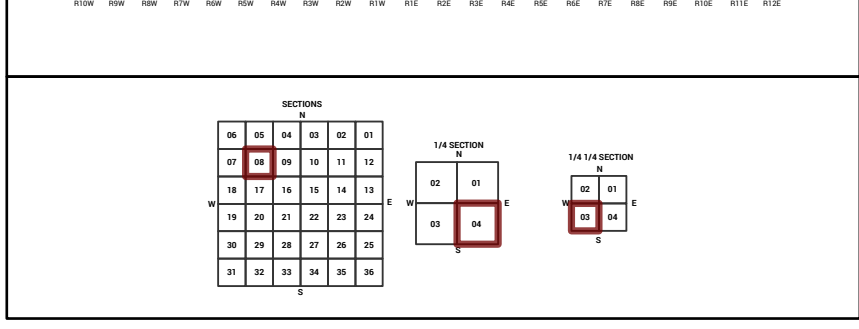 R10W R9W R8W R7W R6W R5W R4W R3W R2W R1W R1E R2E R3E R4E R5E R6E R7E R8E R9E R10E R11E R12E
SECTIONS
N
06 05 04 03 02 01
07 08 09 10 11 12
18 17 16 15 14 13
W E
19 20 21 22 23 24
30 29 28 27 26 25
31 32 33 34 35 36
S
1/4 SECTION
N
02 01
W E
03 04
S
1/4 1/4 SECTION
N
02 01
W E
03 04
S